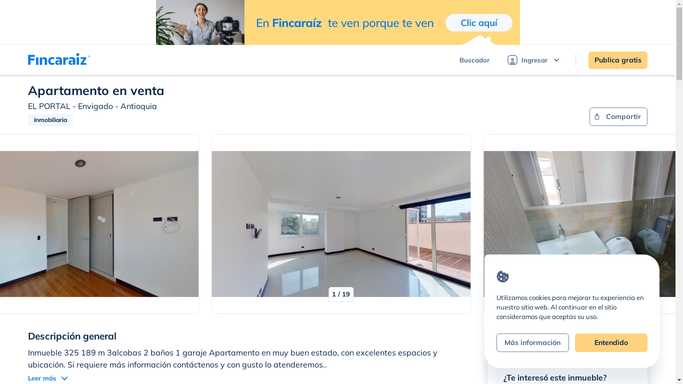 En Fincaraíz te ven porque te ven
Clic aquí
Fincaraíz
Buscador
Ingresar
Publica gratis
Apartamento en venta
EL PORTAL - Envigado - Antioquia
Inmobiliaria
Compartir
1 / 19
Utilizamos cookies para mejorar tu experiencia en
nuestro sitio web. Al continuar en el sitio
consideramos que aceptas su uso.
Más información
Entendido
Descripción general
Inmueble 325 189 m 3alcobas 2 baños 1 garaje Apartamento en muy buen estado, con excelentes espacios y
ubicación. Si requiere más información contáctenos y con gusto lo atenderemos..
Leer más
¿Te interesó este inmueble?